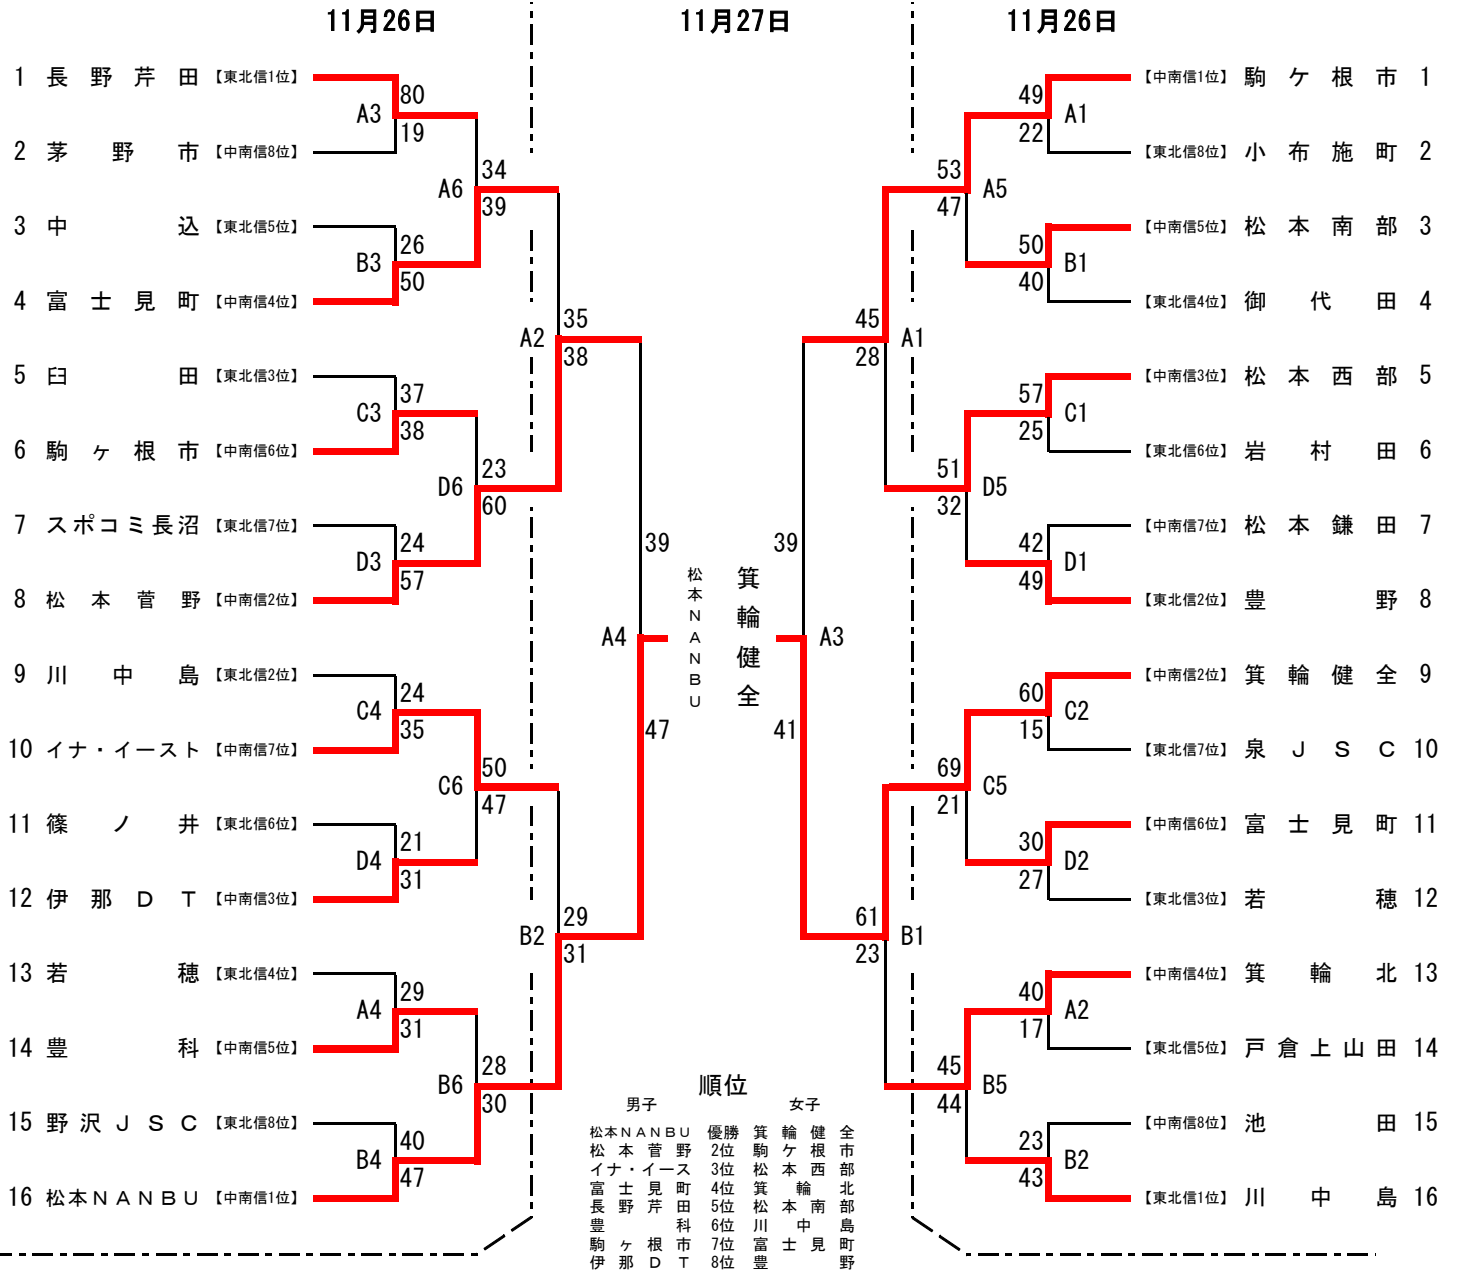 11月26日 11月27日 11月26日
1 長野芹田 【東北信1位】 【中南信1位】 駒ケ根市 1
80 49
A3 A1
19 22
2 茅野市 【中南信8位】 【東北信8位】 小布施町 2
34 53
A6 A5
39 47
3 中込 【東北信5位】 【中南信5位】 松本南部 3
26 50
B3 B1
50 40
4 富士見町 【中南信4位】 【東北信4位】 御代田 4
35 45
A2 A1
38 28
5 臼田 【東北信3位】 【中南信3位】 松本西部 5
37 57
C3 C1
38 25
6 駒ヶ根市 【中南信6位】 【東北信6位】 岩村田 6
23 51
D6 D5
60 32
7 スポコミ長沼 【東北信7位】 【中南信7位】 松本鎌田 7
24 39 39 42
D3 D1
57 49
8 松本菅野 【中南信2位】 【東北信2位】 豊野 8
A4 松本NANBU 箕輪健全 A3
9 川中島 【東北信2位】 【中南信2位】 箕輪健全 9
24 60
C4 C2
35 47 41 15
10 イナ・イースト 【中南信7位】 【東北信7位】 泉JSC 10
50 69
C6 C5
47 21
11 篠ノ井 【東北信6位】 【中南信6位】 富士見町 11
21 30
D4 D2
31 27
12 伊那DT 【中南信3位】 【東北信3位】 若穂 12
29 61
B2 B1
31 23
13 若穂 【東北信4位】 【中南信4位】 箕輪北 13
29 40
A4 A2
31 17
14 豊科 【中南信5位】 【東北信5位】 戸倉上山田 14
28 45
B6 B5
30 44
順位
男子 女子
15 野沢JSC 【東北信8位】 【中南信8位】 池田 15
40 23
B4 B2
47 43
16 松本NANBU 【中南信1位】 【東北信1位】 川中島 16
松本NANBU 優勝 箕輪健全
松本菅野 2位 駒ケ根市
イナ・イース 3位 松本西部
富士見町 4位 箕輪北
長野芹田 5位 松本南部
豊科 6位 川中島
駒ヶ根市 7位 富士見町
伊那DT 8位 豊野